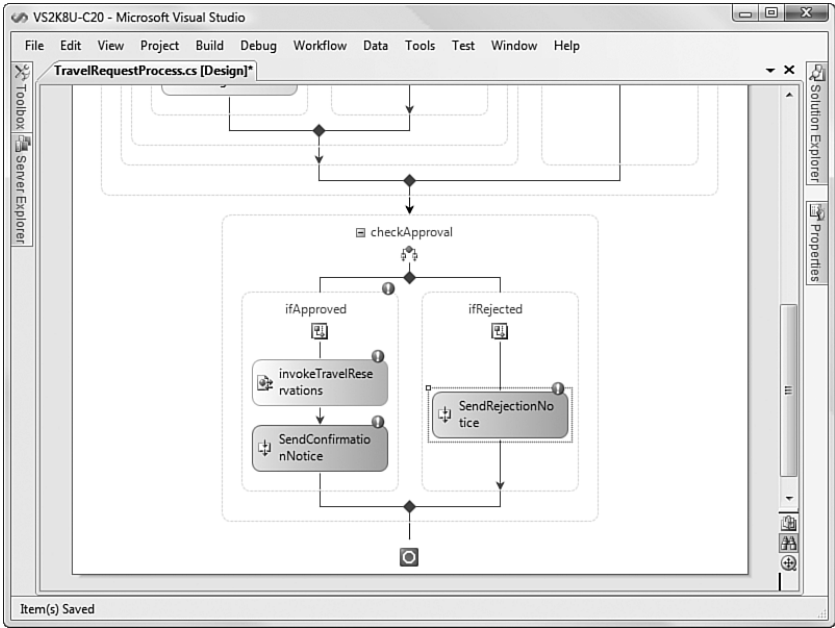 VS2K8U-C20 - Microsoft Visual Studio
File Edit View Project Build Debug Workflow Data Tools Test Window Help
TravelRequestProcess.cs [Design]*
Toolbox
Server Explorer
Solution Explorer
Properties
checkApproval
ifApproved
ifRejected
invokeTravelRese
rvations
SendConfirmatio
nNotice
SendRejectionNo
tice
Item(s) Saved